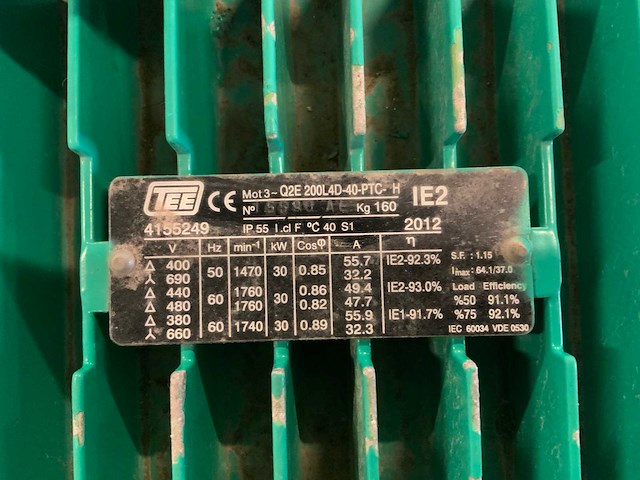 TEE CE Mot 3~ Q2E 200L4D-40-PTC- H IE2
Nº Kg 160
4155249 IP 55 I.cl F ºC 40 S1 2012
V Hz min⁻¹ kW Cosφ A η
S.F. : 1.15
△ 400 50 1470 30 0.85 55.7 IE2-92.3%
⅄ 690 32.2
Imax: 64.1/37.0
△ 440 60 1760 30 0.86 49.4 IE2-93.0%
Load Efficiency
△ 480 1760 0.82 47.7
%50 91.1%
△ 380 60 1740 30 0.89 55.9 IE1-91.7%
%75 92.1%
⅄ 660 32.3
IEC 60034 VDE 0530